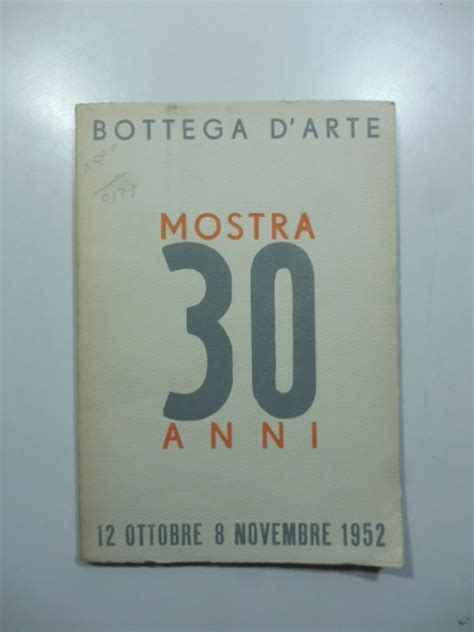 BOTTEGA D'ARTE
MOSTRA
30
ANNI
12 OTTOBRE 8 NOVEMBRE 1952